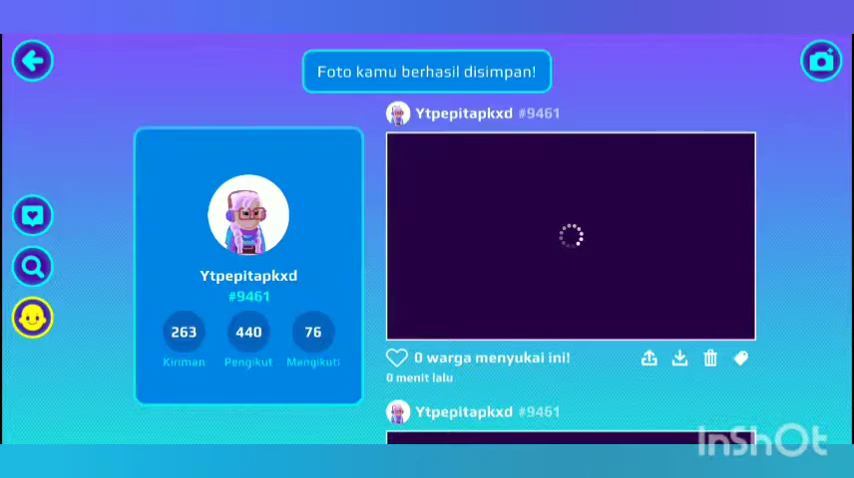 Foto kamu berhasil disimpan!
Ytpepitapkxd #9461
Ytpepitapkxd
#9461
263 440 76
Kiriman Pengikut Mengikuti
0 warga menyukai ini!
0 menit lalu
Ytpepitapkxd #9461
InShOt